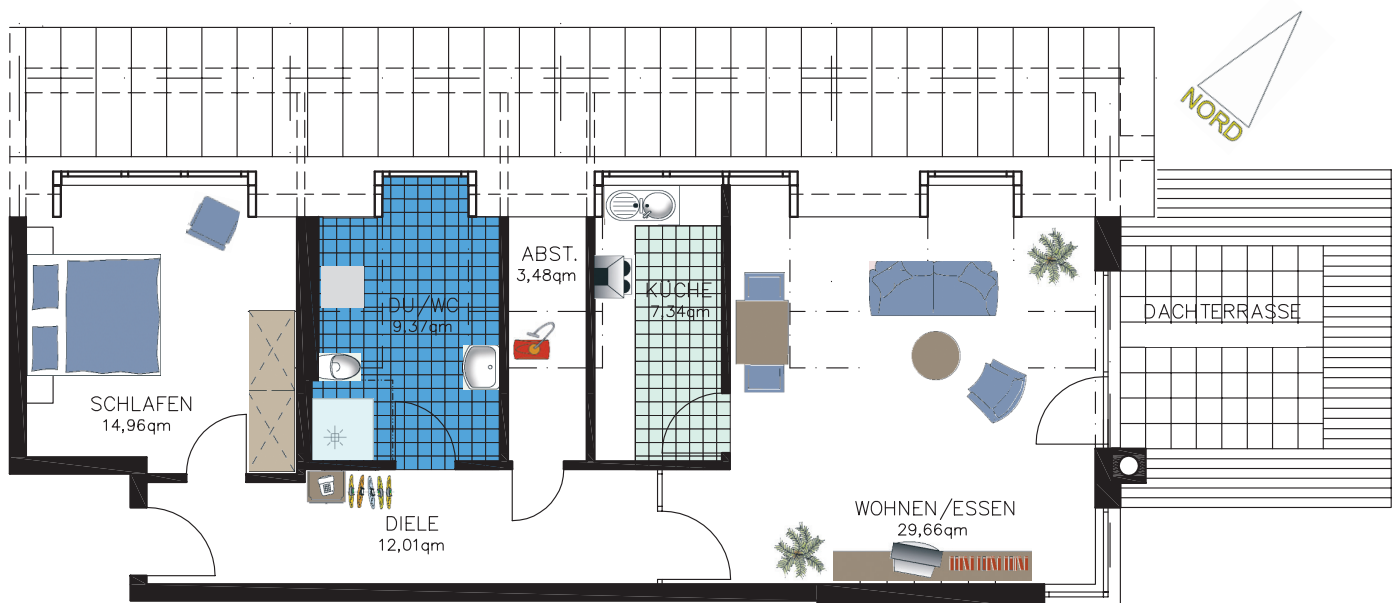 NORD
ABST.
3,48qm
KÜCHE
7,34qm
DU/WC
9,37qm
DACHTERRASSE
SCHLAFEN
14,96qm
WOHNEN/ESSEN
29,66qm
DIELE
12,01qm